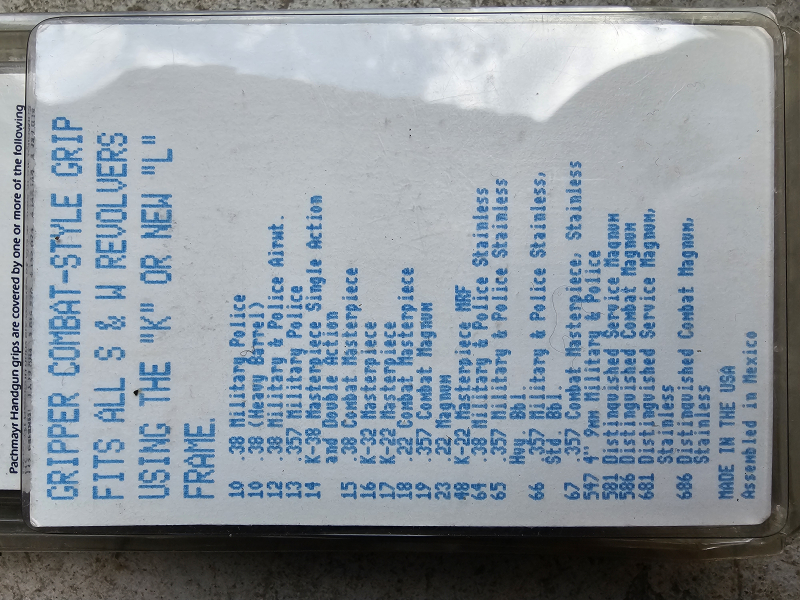 Pachmayr Handgun grips are covered by one or more of the following
GRIPPER COMBAT-STYLE GRIP
FITS ALL S & W REVOLVERS
USING THE "K" OR NEW "L"
FRAME.
10 .38 Military Police
10 .38 (Heavy Barrel)
12 .38 Military & Police Airwt.
13 .357 Military Police
14 K-38 Masterpiece Single Action
and Double Action
15 .38 Combat Masterpiece
16 K-32 Masterpiece
17 K-22 Masterpiece
18 .22 Combat Masterpiece
19 .357 Combat Magnum
23 .22 Magnum
48 K-22 Masterpiece MRF
64 .38 Military & Police Stainless
65 .357 Military & Police Stainless
Hvy. Bbl
66 .357 Military & Police Stainless,
Std. Bbl.
67 .357 Combat Masterpiece, Stainless
547 4" 9mm Military & Police
581 Distinguished Service Magnum
586 Distinguished Combat Magnum
681 Distinguished Service Magnum,
Stainless
686 Distinguished Combat Magnum,
Stainless
MADE IN THE USA
Assembled in Mexico